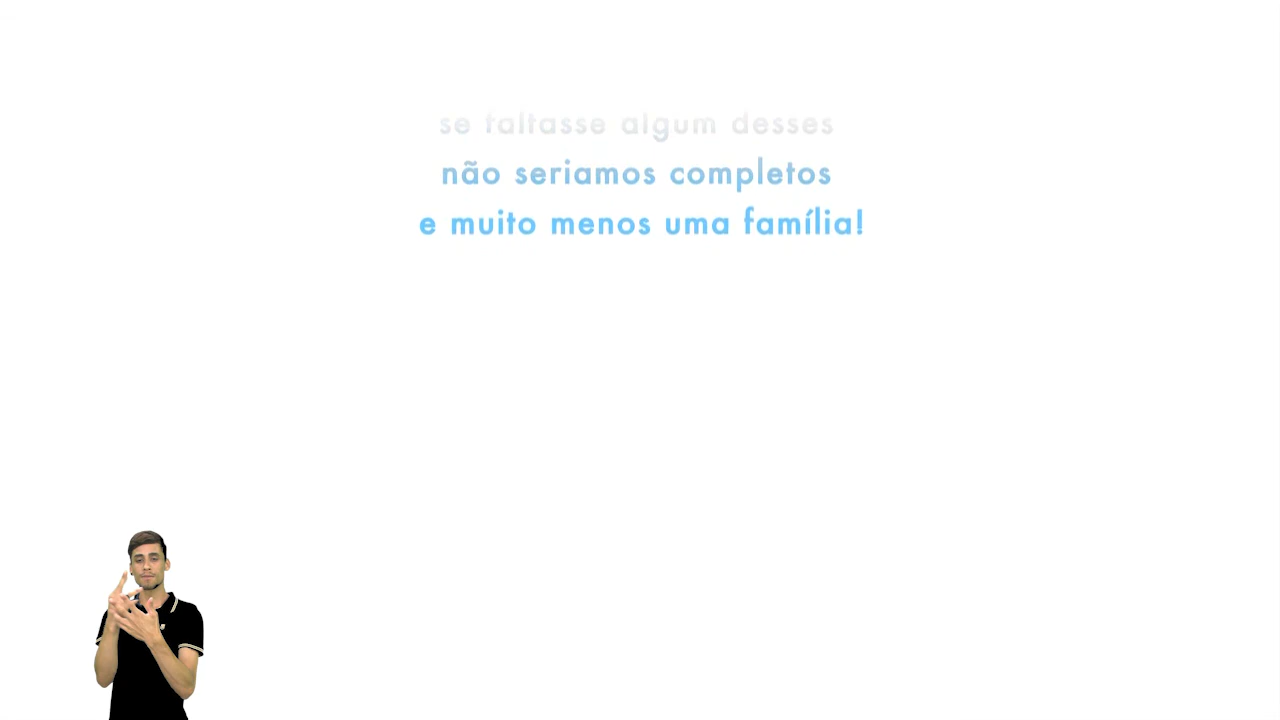 se faltasse algum desses
não seriamos completos
e muito menos uma família!